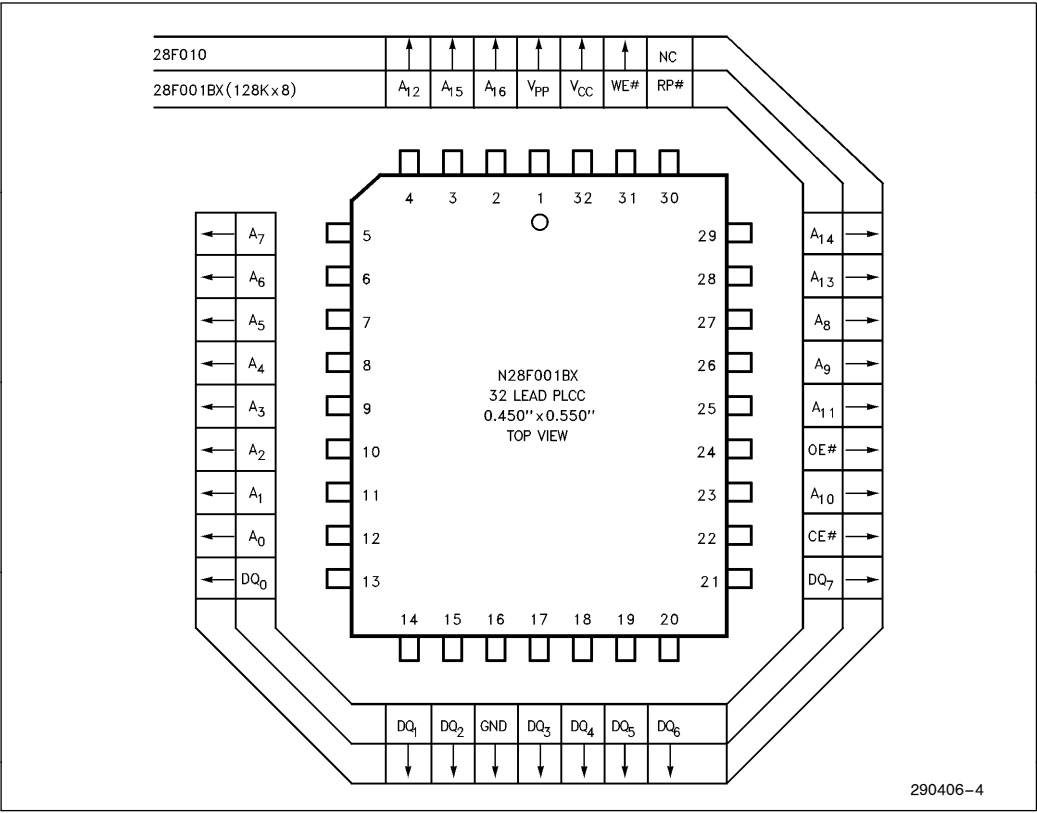 28F010 NC
28F001BX(128K x 8) A12 A15 A16 VPP VCC WE# RP#
4 3 2 1 32 31 30
A7 5 29 A14
A6 6 28 A13
A5 7 27 A8
A4 8 26 A9
A3 9 25 A11
A2 10 24 OE#
A1 11 23 A10
A0 12 22 CE#
DQ0 13 21 DQ7
N28F001BX
32 LEAD PLCC
0.450'' x 0.550''
TOP VIEW
14 15 16 17 18 19 20
DQ1 DQ2 GND DQ3 DQ4 DQ5 DQ6
290406-4